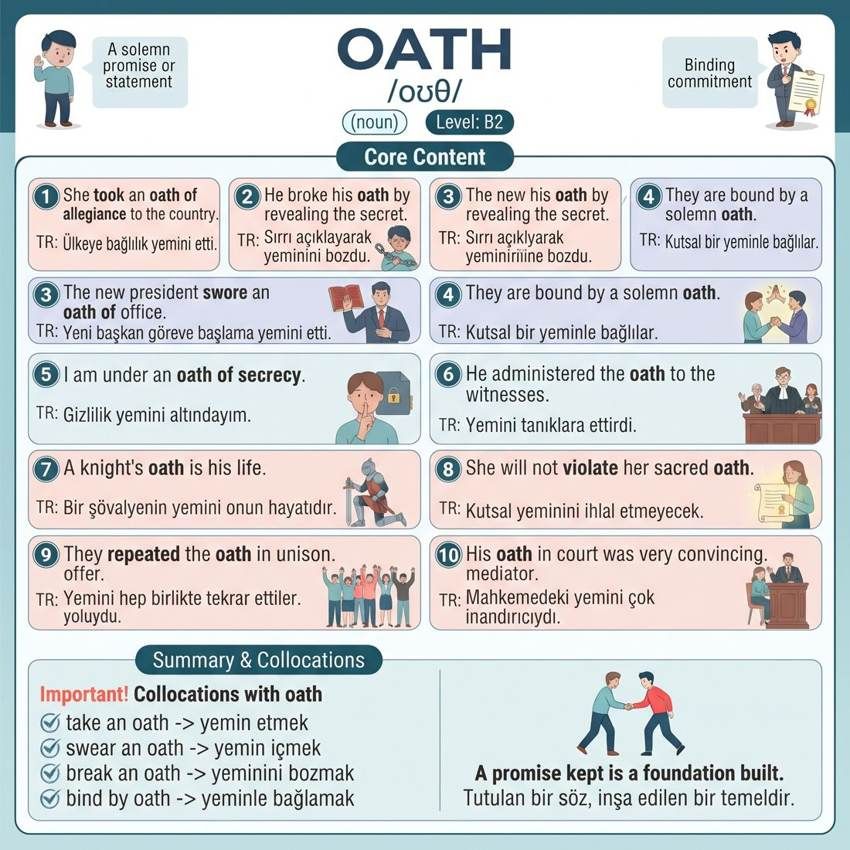 A solemn
promise or
statement
OATH
/oʊθ/
(noun) Level: B2
Binding
commitment
Core Content
1 She took an oath of
allegiance to the country.
TR: Ülkeye bağlılık yemini etti.
2 He broke his oath by
revealing the secret.
TR: Sırrı açıklayarak
yeminini bozdu.
3 The new his oath by
revealing the secret.
TR: Sırrı açıklyarak
yeminiriïine bozdu.
4 They are bound by a
solemn oath.
TR: Kutsal bir yeminle bağlılar.
3 The new president swore an
oath of office.
TR: Yeni başkan göreve başlama yemini etti.
4 They are bound by a solemn oath.
TR: Kutsal bir yeminle bağlılar.
5 I am under an oath of secrecy.
TR: Gizlilik yemini altındayım.
6 He administered the oath to the
witnesses.
TR: Yemini tanıklara ettirdi.
7 A knight's oath is his life.
TR: Bir şövalyenin yemini onun hayatıdır.
8 She will not violate her sacred oath.
TR: Kutsal yeminini ihlal etmeyecek.
9 They repeated the oath in unison.
offer.
TR: Yemini hep birlikte tekrar ettiler.
yoluydu.
10 His oath in court was very convincing.
mediator.
TR: Mahkemedeki yemini çok
inandırıcıydı.
Summary & Collocations
Important! Collocations with oath
take an oath -> yemin etmek
swear an oath -> yemin içmek
break an oath -> yeminini bozmak
bind by oath -> yeminle bağlamak
A promise kept is a foundation built.
Tutulan bir söz, inşa edilen bir temeldir.